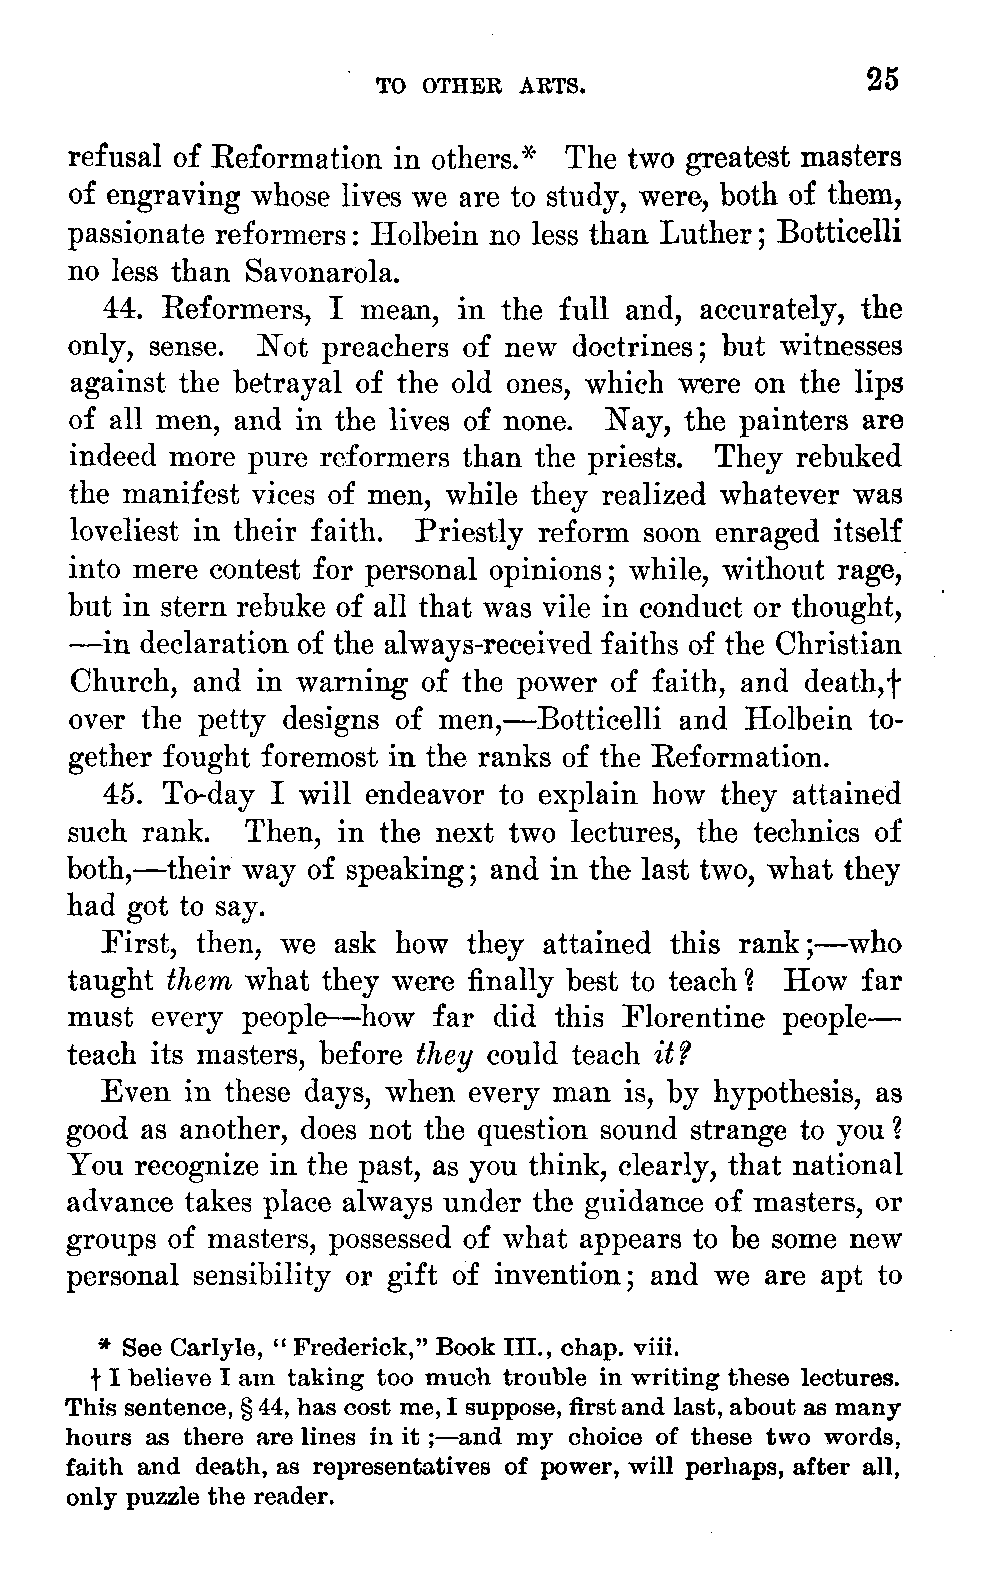 TO OTHER ARTS. 25
refusal of Reformation in others.* The two greatest masters
of engraving whose lives we are to study, were, both of them,
passionate reformers: Holbein no less than Luther; Botticelli
no less than Savonarola.
44. Reformers, I mean, in the full and, accurately, the
only, sense. Not preachers of new doctrines; but witnesses
against the betrayal of the old ones, which were on the lips
of all men, and in the lives of none. Nay, the painters are
indeed more pure reformers than the priests. They rebuked
the manifest vices of men, while they realized whatever was
loveliest in their faith. Priestly reform soon enraged itself
into mere contest for personal opinions; while, without rage,
but in stern rebuke of all that was vile in conduct or thought,
—in declaration of the always-received faiths of the Christian
Church, and in warning of the power of faith, and death,†
over the petty designs of men,—Botticelli and Holbein to-
gether fought foremost in the ranks of the Reformation.
45. To-day I will endeavor to explain how they attained
such rank. Then, in the next two lectures, the technics of
both,—their way of speaking; and in the last two, what they
had got to say.
First, then, we ask how they attained this rank;—who
taught them what they were finally best to teach? How far
must every people—how far did this Florentine people—
teach its masters, before they could teach it?
Even in these days, when every man is, by hypothesis, as
good as another, does not the question sound strange to you?
You recognize in the past, as you think, clearly, that national
advance takes place always under the guidance of masters, or
groups of masters, possessed of what appears to be some new
personal sensibility or gift of invention; and we are apt to
* See Carlyle, “Frederick,” Book III., chap. viii.
† I believe I am taking too much trouble in writing these lectures.
This sentence, § 44, has cost me, I suppose, first and last, about as many
hours as there are lines in it;—and my choice of these two words,
faith and death, as representatives of power, will perhaps, after all,
only puzzle the reader.